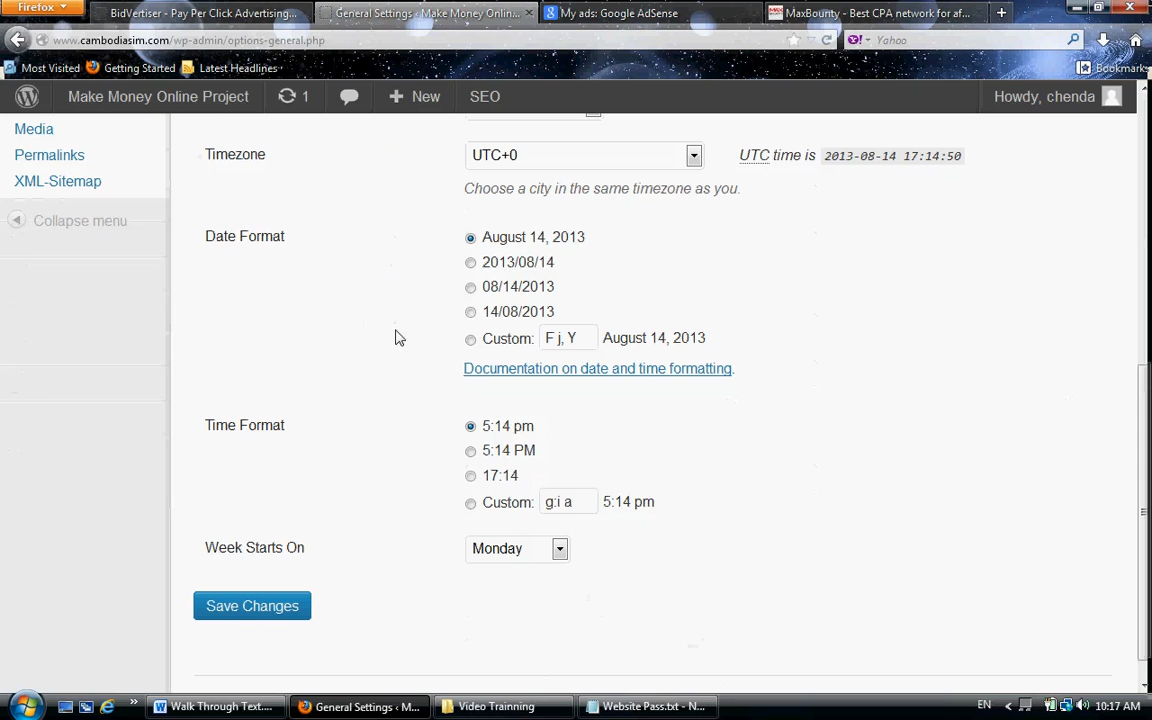 Firefox
BidVertiser - Pay Per Click Advertising...
General Settings ‹ Make Money Onlin...
My ads: Google AdSense
MaxBounty - Best CPA network for af...
www.cambodiasim.com/wp-admin/options-general.php
Yahoo
Most Visited
Getting Started
Latest Headlines
Bookmarks
Make Money Online Project
1
New
SEO
Howdy, chenda
Media
Permalinks
XML-Sitemap
Collapse menu
Timezone
UTC+0
UTC time is 2013-08-14 17:14:50
Choose a city in the same timezone as you.
Date Format
August 14, 2013
2013/08/14
08/14/2013
14/08/2013
Custom: F j, Y August 14, 2013
Documentation on date and time formatting.
Time Format
5:14 pm
5:14 PM
17:14
Custom: g:i a 5:14 pm
Week Starts On
Monday
Save Changes
Walk Through Text....
General Settings ‹ M...
Video Trainning
Website Pass.txt - N...
EN
10:17 AM